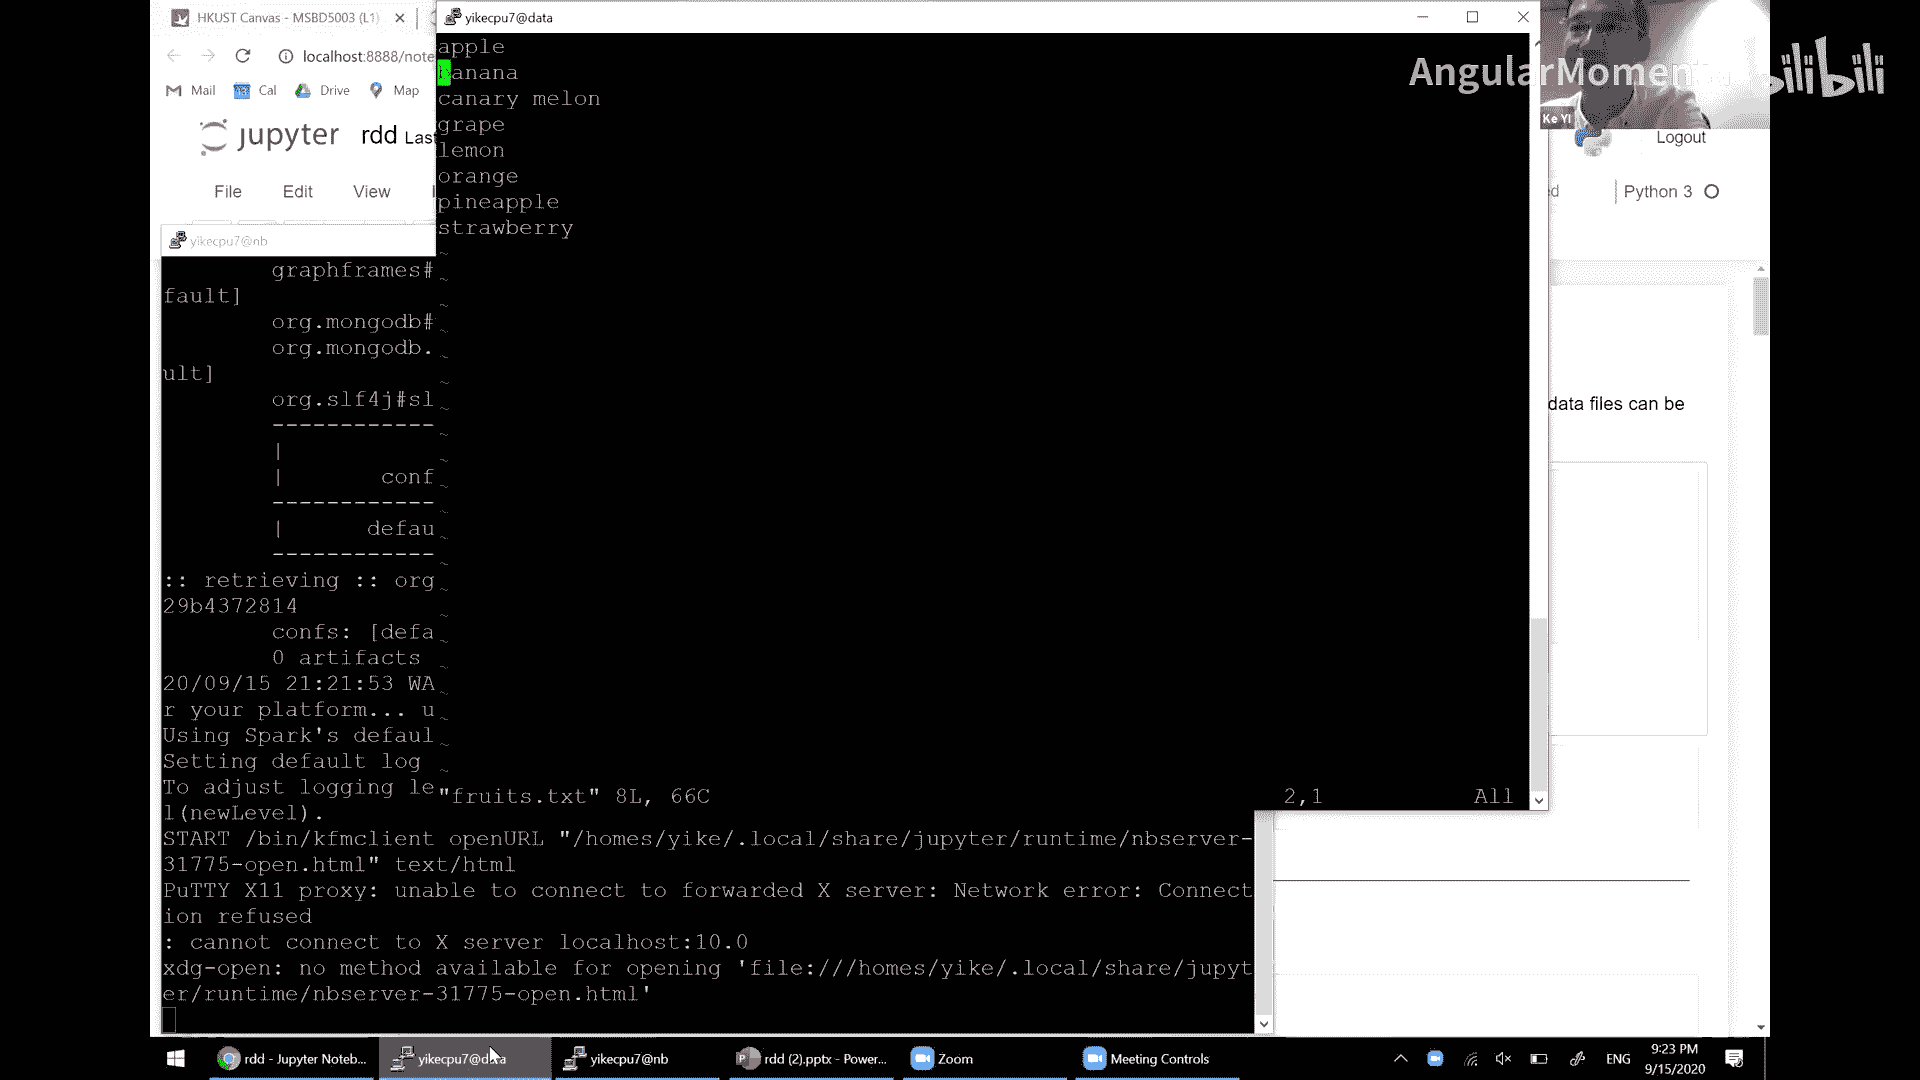 HKUST Canvas - MSBD5003 (L1)
yikecpu7@data
localhost:8888/note
Mail Cal Drive Map
jupyter rdd Las
Logout
File Edit View
Python 3
AngularMoment
bilibili
Ke YI
apple
banana
canary melon
grape
lemon
orange
pineapple
strawberry
~
"fruits.txt" 8L, 66C 2,1 All
yikecpu7@nb
graphframes#
fault]
org.mongodb#
org.mongodb.
ult]
org.slf4j#sl
------------
|
| conf
------------
| defau
------------
:: retrieving :: org
29b4372814
confs: [defa
0 artifacts
20/09/15 21:21:53 WA
r your platform... u
Using Spark's defaul
Setting default log
To adjust logging le
l(newLevel).
START /bin/kfmclient openURL "/homes/yike/.local/share/jupyter/runtime/nbserver-
31775-open.html" text/html
PuTTY X11 proxy: unable to connect to forwarded X server: Network error: Connect
ion refused
: cannot connect to X server localhost:10.0
xdg-open: no method available for opening 'file:///homes/yike/.local/share/jupyt
er/runtime/nbserver-31775-open.html'
data files can be
rdd - Jupyter Noteb...
yikecpu7@data
yikecpu7@nb
rdd (2).pptx - Power...
Zoom
Meeting Controls
ENG
9:23 PM
9/15/2020